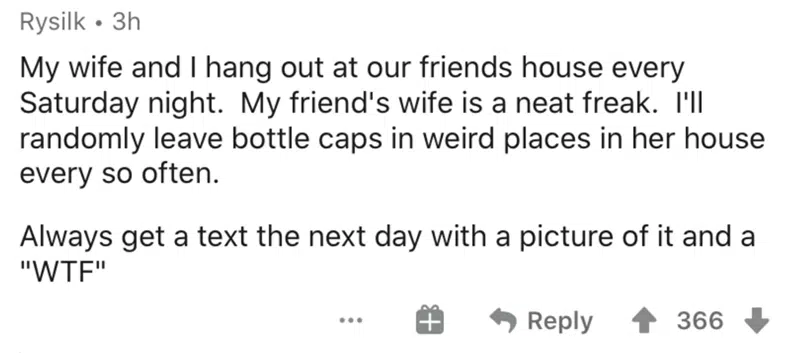 Rysilk • 3h
My wife and I hang out at our friends house every
Saturday night.  My friend's wife is a neat freak.  I'll
randomly leave bottle caps in weird places in her house
every so often.
Always get a text the next day with a picture of it and a
"WTF"
... Reply 366